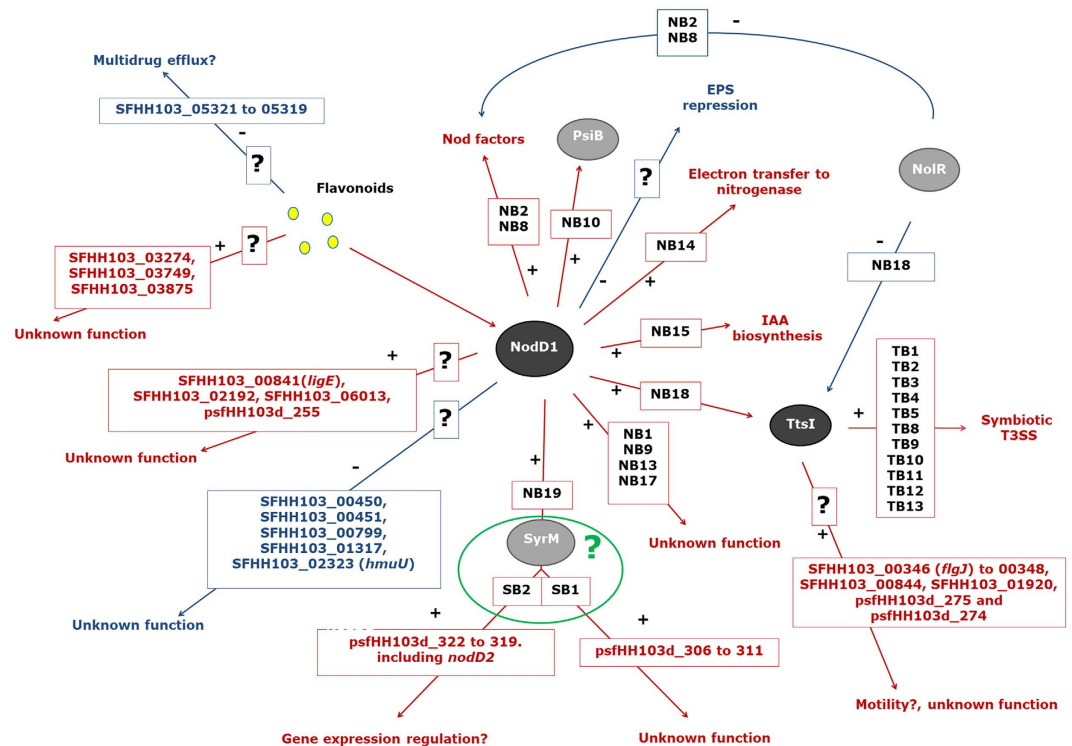 NB2
NB8
-
Multidrug efflux?
SFHH103_05321 to 05319
-
?
Flavonoids
+
?
SFHH103_03274,
SFHH103_03749,
SFHH103_03875
Unknown function
Nod factors
PsiB
EPS
repression
?
NB2
NB8
NB10
+
+
-
Electron transfer to
nitrogenase
NB14
+
NolR
-
NB18
NodD1
NB15
+
IAA
biosynthesis
+
NB18
TtsI
+
TB1
TB2
TB3
TB4
TB5
TB8
TB9
TB10
TB11
TB12
TB13
Symbiotic
T3SS
+
?
SFHH103_00841(ligE),
SFHH103_02192, SFHH103_06013,
psfHH103d_255
Unknown function
?
-
SFHH103_00450,
SFHH103_00451,
SFHH103_00799,
SFHH103_01317,
SFHH103_02323 (hmuU)
Unknown function
+
NB1
NB9
NB13
NB17
Unknown function
+
NB19
SyrM
?
SB2
SB1
+
+
psfHH103d_322 to 319.
including nodD2
psfHH103d_306 to 311
Gene expression regulation?
Unknown function
?
+
SFHH103_00346 (flgJ) to 00348,
SFHH103_00844, SFHH103_01920,
psfHH103d_275 and
psfHH103d_274
Motility?, unknown function